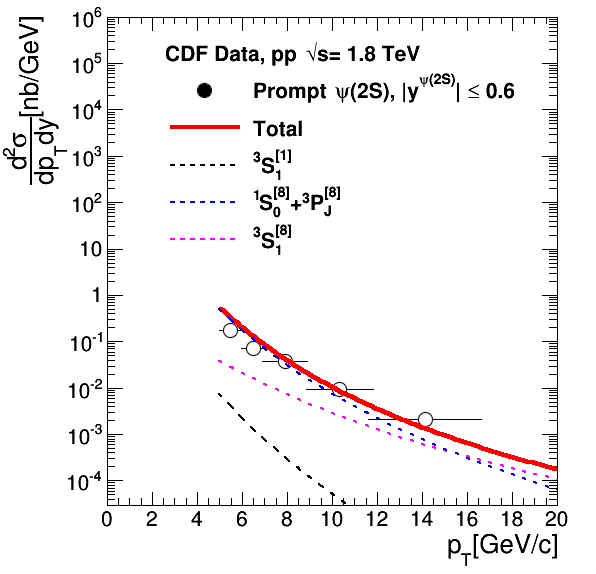 d²σ/dp_T dy [nb/GeV]
CDF Data, pp √s= 1.8 TeV
Prompt ψ(2S), |y^ψ(2S)| ≤ 0.6
Total
³S₁^[1]
¹S₀^[8]+³P_J^[8]
³S₁^[8]
10⁶
10⁵
10⁴
10³
10²
10
1
10⁻¹
10⁻²
10⁻³
10⁻⁴
0 2 4 6 8 10 12 14 16 18 20
p_T[GeV/c]